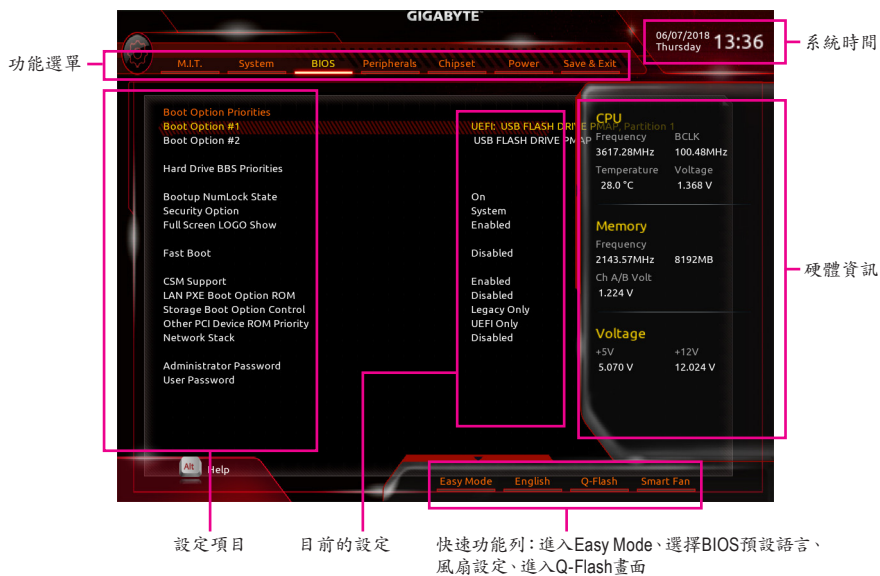 GIGABYTE™
06/07/2018
Thursday
13:36
系統時間
功能選單
M.I.T. System BIOS Peripherals Chipset Power Save & Exit
Boot Option Priorities
Boot Option #1 UEFI: USB FLASH DRIVE PMAP, Partition 1
Boot Option #2 USB FLASH DRIVE PMAP
Hard Drive BBS Priorities
Bootup NumLock State On
Security Option System
Full Screen LOGO Show Enabled
Fast Boot Disabled
CSM Support Enabled
LAN PXE Boot Option ROM Disabled
Storage Boot Option Control Legacy Only
Other PCI Device ROM Priority UEFI Only
Network Stack Disabled
Administrator Password
User Password
CPU
Frequency BCLK
3617.28MHz 100.48MHz
Temperature Voltage
28.0 °C 1.368 V
Memory
Frequency
2143.57MHz 8192MB
Ch A/B Volt
1.224 V
Voltage
+5V +12V
5.070 V 12.024 V
硬體資訊
Alt Help
Easy Mode English Q-Flash Smart Fan
設定項目
目前的設定
快速功能列：進入Easy Mode、選擇BIOS預設語言、
風扇設定、進入Q-Flash畫面